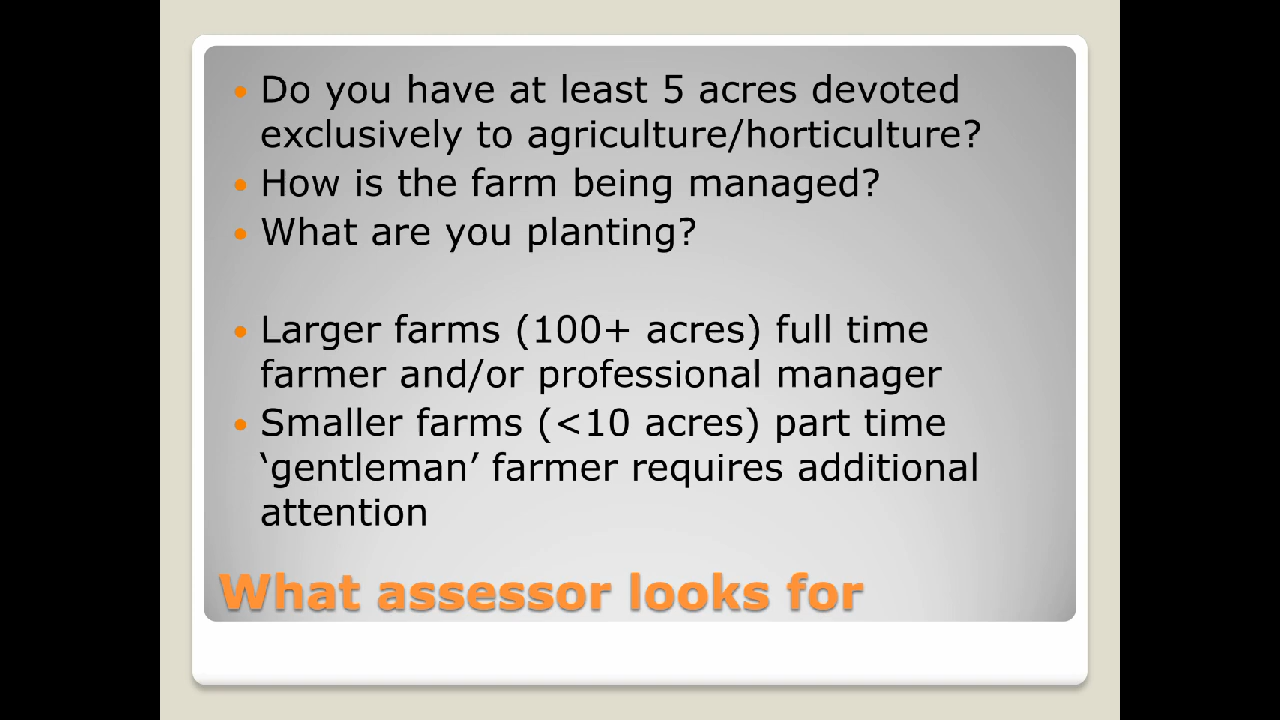 • Do you have at least 5 acres devoted
exclusively to agriculture/horticulture?
• How is the farm being managed?
• What are you planting?
• Larger farms (100+ acres) full time
farmer and/or professional manager
• Smaller farms (<10 acres) part time
‘gentleman’ farmer requires additional
attention
What assessor looks for